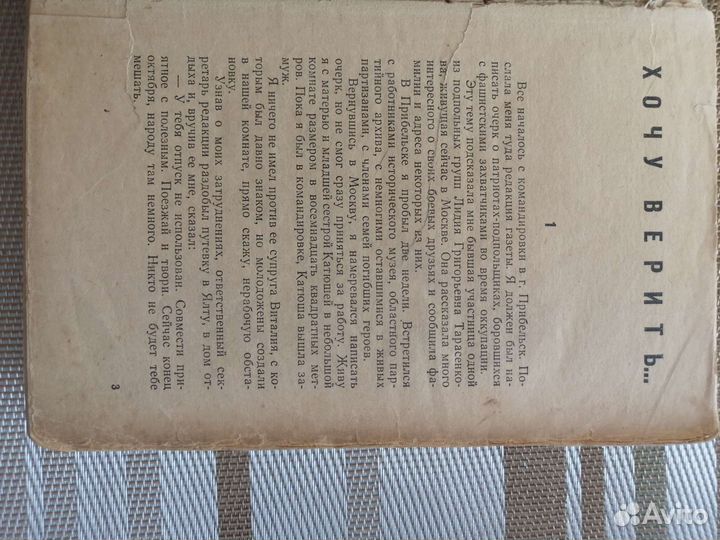 ХОЧУ ВЕРИТЬ...
1
Все началось с командировки в г. Прибельск. По-
слала меня туда редакция газеты. Я должен был на-
писать очерк о патриотах-подпольщиках, боровшихся
с фашистскими захватчиками во время оккупации.
Эту тему подсказала мне бывшая участница одной
из подпольных групп Лидия Григорьевна Тарасенко-
ва, живущая сейчас в Москве. Она рассказала много
интересного о своих боевых друзьях и сообщила фа-
милии и адреса некоторых из них.
В Прибельске я пробыл две недели. Встретился
с работниками исторического музея, областного пар-
тийного архива, с немногими оставшимися в живых
партизанами, с членами семей погибших героев.
Вернувшись в Москву, я намеревался написать
очерк, но не смог сразу приняться за работу. Живу
я с матерью и младшей сестрой Катюшей в небольшой
комнате размером в восемнадцать квадратных мет-
ров. Пока я был в командировке, Катюша вышла за-
муж.
Я ничего не имел против ее супруга Виталия, с ко-
торым был давно знаком, но молодожены создали
в нашей комнате, прямо скажу, нерабочую обста-
новку.
Узнав о моих затруднениях, ответственный сек-
ретарь редакции раздобыл путевку в Ялту, в дом от-
дыха и, вручив ее мне, сказал:
— У тебя отпуск не использован. Совмести при-
ятное с полезным. Поезжай и твори. Сейчас конец
октября, народу там немного. Никто не будет тебе
мешать.
3
Avito